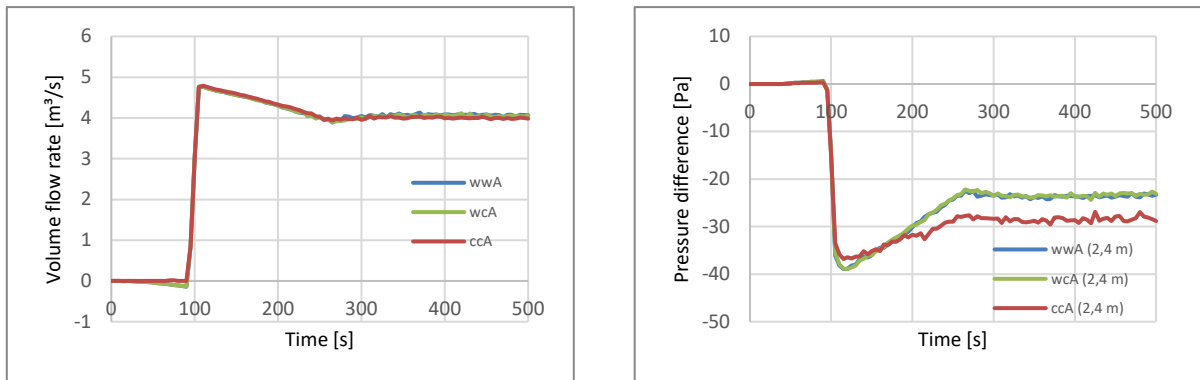 Volume flow rate [m³/s]
6
5
4
3
2
1
0
-1
0 100 200 300 400 500
wwA
wcA
ccA
Time [s]
Pressure difference [Pa]
10
0
-10
-20
-30
-40
-50
0 100 200 300 400 500
wwA (2,4 m)
wcA (2,4 m)
ccA (2,4 m)
Time [s]